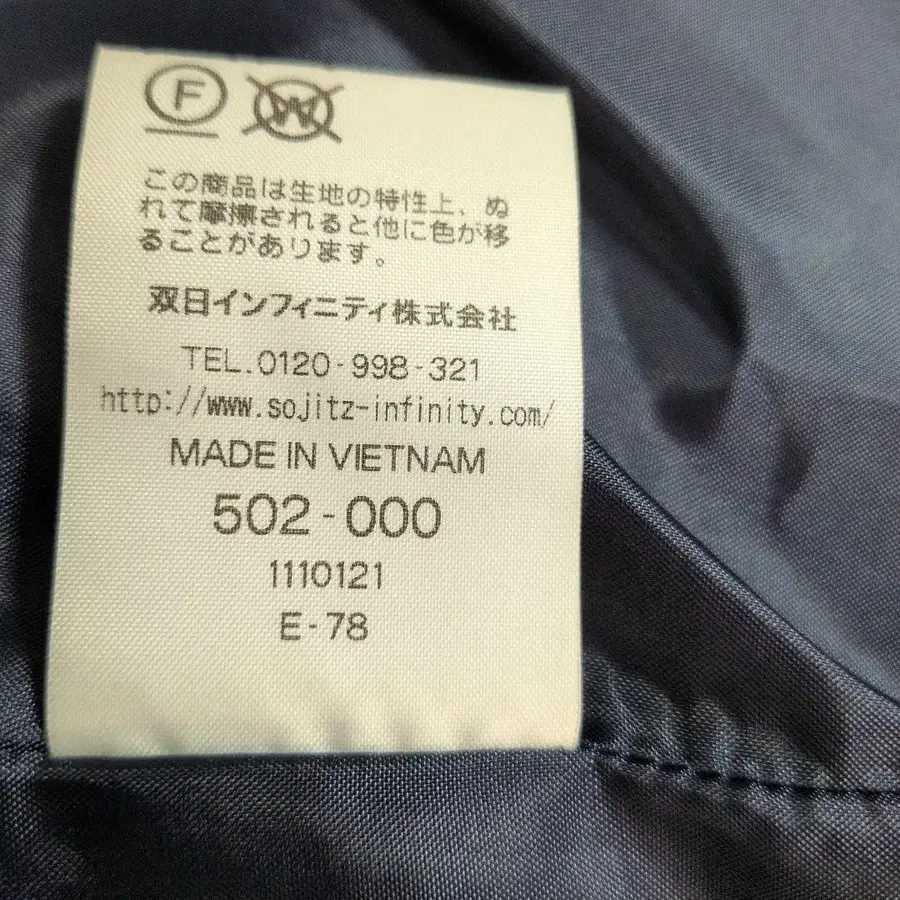 F W
この商品は生地の特性上、ぬ
れて摩擦されると他に色が移
ることがあります。
双日インフィニティ株式会社
TEL.0120-998-321
http://www.sojitz-infinity.com/
MADE IN VIETNAM
502-000
1110121
E-78